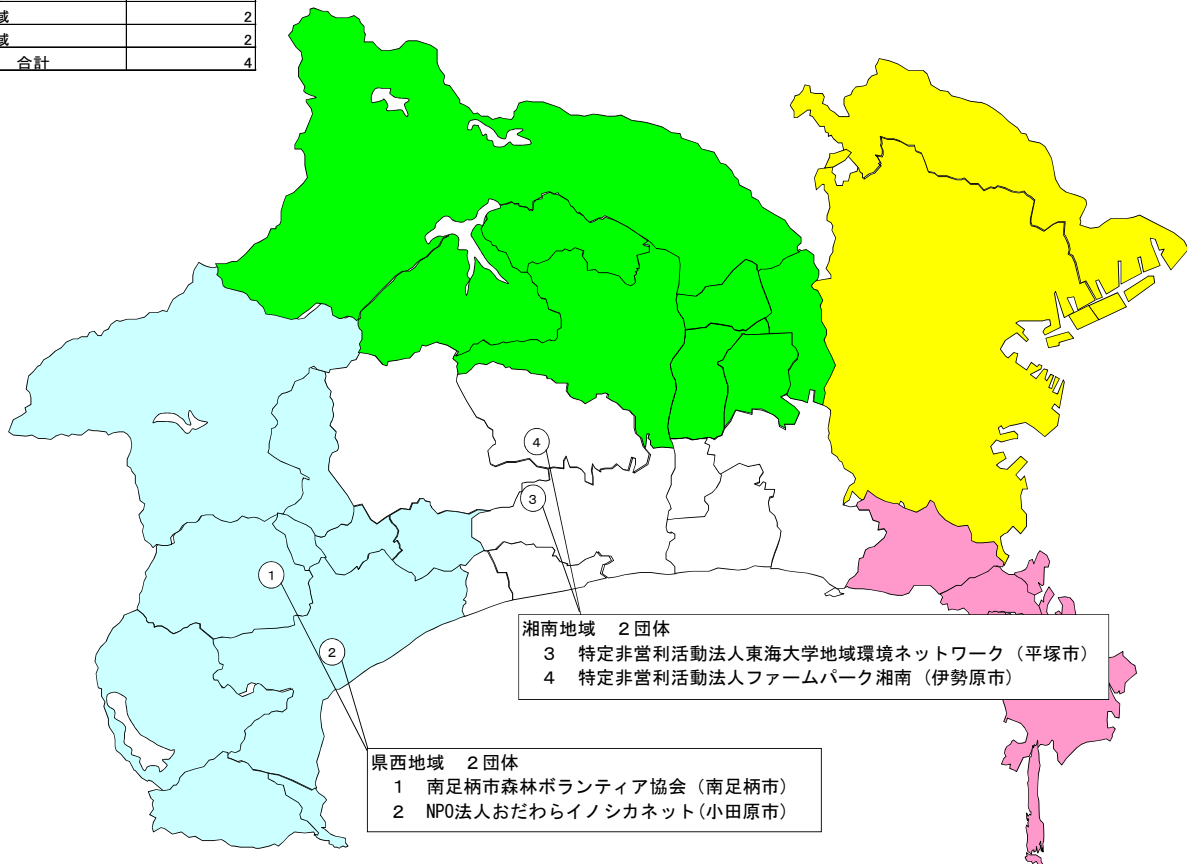 域 2
域 2
合計 4
4
3
1
2
湘南地域 2団体
3 特定非営利活動法人東海大学地域環境ネットワーク（平塚市）
4 特定非営利活動法人ファームパーク湘南（伊勢原市）
県西地域 2団体
1 南足柄市森林ボランティア協会（南足柄市）
2 NPO法人おだわらイノシカネット(小田原市）